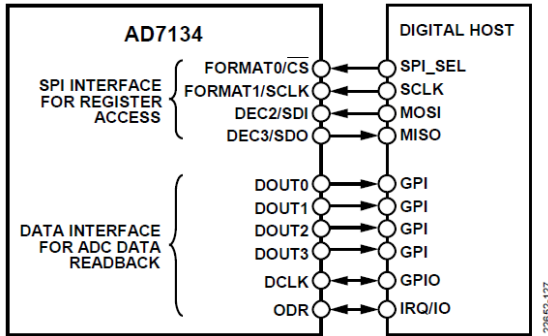 AD7134
DIGITAL HOST
SPI INTERFACE
FOR REGISTER
ACCESS
FORMAT0/CS
SPI_SEL
FORMAT1/SCLK
SCLK
DEC2/SDI
MOSI
DEC3/SDO
MISO
DATA INTERFACE
FOR ADC DATA
READBACK
DOUT0
GPI
DOUT1
GPI
DOUT2
GPI
DOUT3
GPI
DCLK
GPIO
ODR
IRQ/IO
22652-127